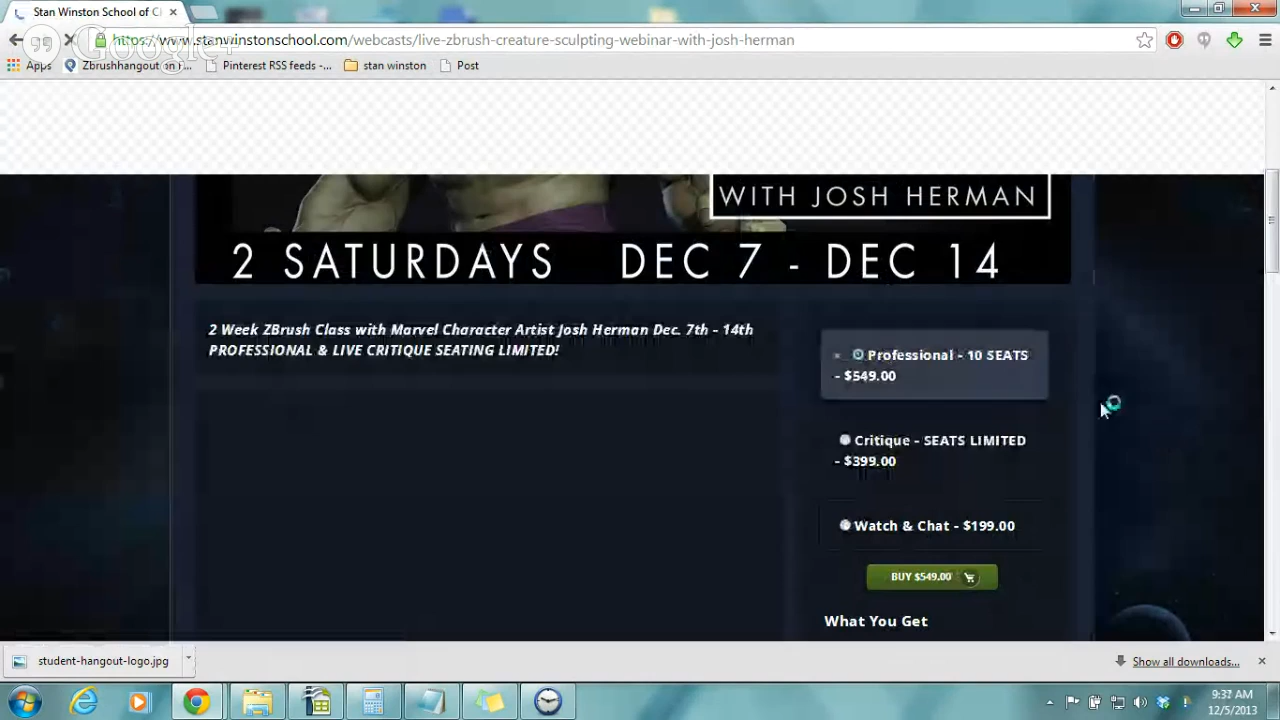 Stan Winston School of C
Google+
https://www.stanwinstonschool.com/webcasts/live-zbrush-creature-sculpting-webinar-with-josh-herman
Apps
Zbrushhangout on
Pinterest RSS feeds -...
stan winston
Post
WITH JOSH HERMAN
2 SATURDAYS DEC 7 - DEC 14
2 Week ZBrush Class with Marvel Character Artist Josh Herman Dec. 7th - 14th
PROFESSIONAL & LIVE CRITIQUE SEATING LIMITED!
Professional - 10 SEATS
- $549.00
Critique - SEATS LIMITED
- $399.00
Watch & Chat - $199.00
BUY $549.00
What You Get
student-hangout-logo.jpg
Show all downloads...
9:37 AM
12/5/2013